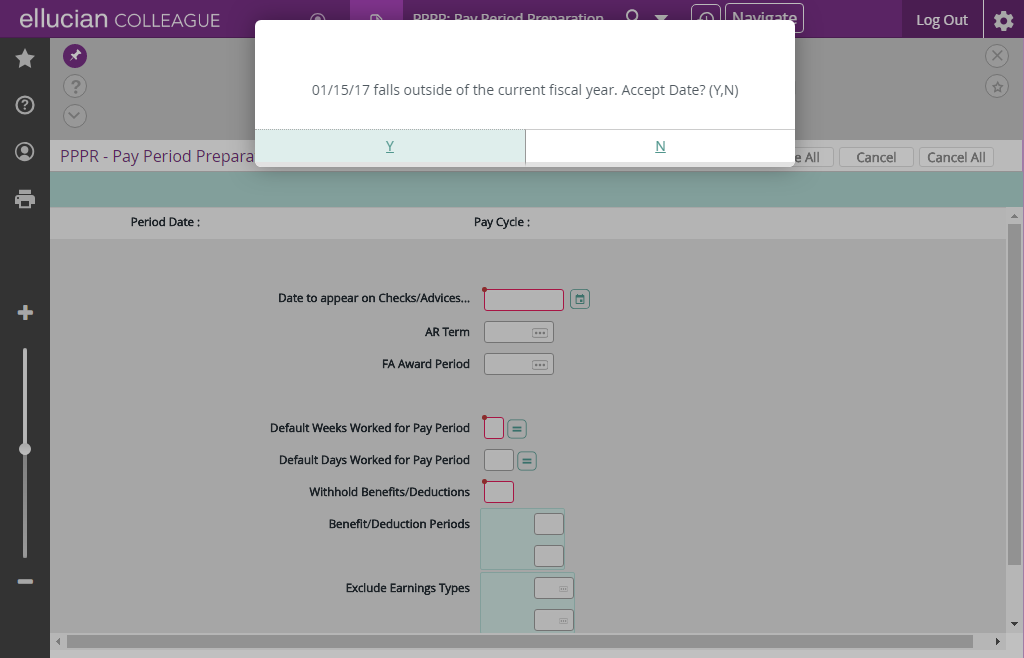 ellucian COLLEAGUE
PPPR: Pay Period Preparation
Navigate
Log Out
01/15/17 falls outside of the current fiscal year. Accept Date? (Y,N)
Y
N
PPPR - Pay Period Prepara
e All
Cancel
Cancel All
Period Date :
Pay Cycle :
Date to appear on Checks/Advices...
AR Term
FA Award Period
Default Weeks Worked for Pay Period
Default Days Worked for Pay Period
Withhold Benefits/Deductions
Benefit/Deduction Periods
Exclude Earnings Types